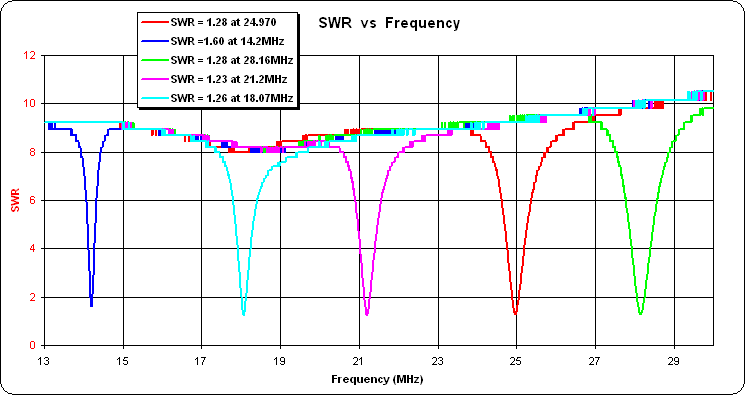 SWR vs Frequency
SWR = 1.28 at 24.970
SWR =1.60 at 14.2MHz
SWR = 1.28 at 28.16MHz
SWR = 1.23 at 21.2MHz
SWR = 1.26 at 18.07MHz
12
10
8
6
4
2
0
SWR
13 15 17 19 21 23 25 27 29
Frequency (MHz)